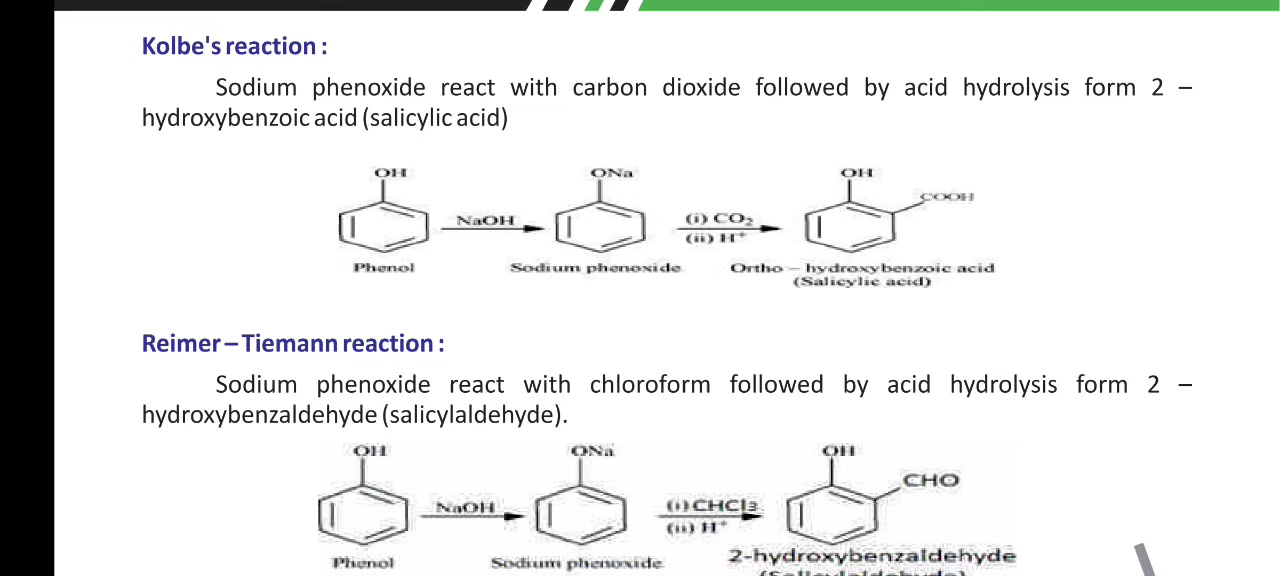 Kolbe's reaction :
Sodium phenoxide react with carbon dioxide followed by acid hydrolysis form 2 –
hydroxybenzoic acid (salicylic acid)
OH ONa OH
COOH
NaOH (i) CO₂
(ii) H⁺
Phenol Sodium phenoxide Ortho – hydroxybenzoic acid
(Salicylic acid)
Reimer – Tiemann reaction :
Sodium phenoxide react with chloroform followed by acid hydrolysis form 2 –
hydroxybenzaldehyde (salicylaldehyde).
OH ONa OH
CHO
NaOH (i) CHCl₃
(ii) H⁺
Phenol Sodium phenoxide 2-hydroxybenzaldehyde
(Salicylaldehyde)